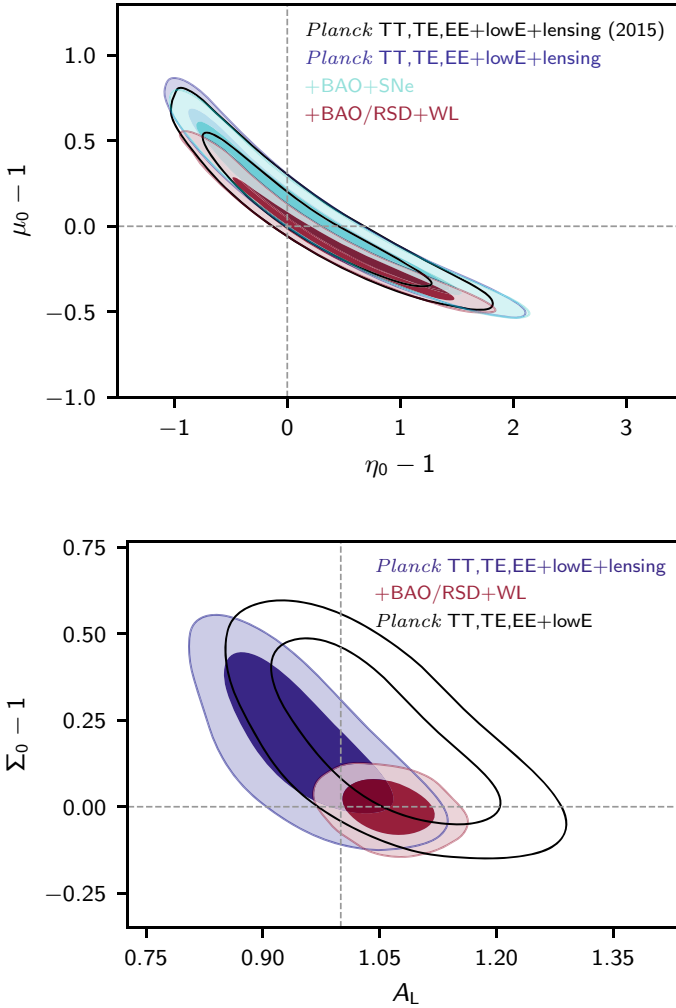 Planck TT,TE,EE+lowE+lensing (2015)
Planck TT,TE,EE+lowE+lensing
+BAO+SNe
+BAO/RSD+WL
1.0
0.5
0.0
−0.5
−1.0
μ₀ − 1
−1 0 1 2 3
η₀ − 1
Planck TT,TE,EE+lowE+lensing
+BAO/RSD+WL
Planck TT,TE,EE+lowE
0.75
0.50
0.25
0.00
−0.25
Σ₀ − 1
0.75 0.90 1.05 1.20 1.35
A_L